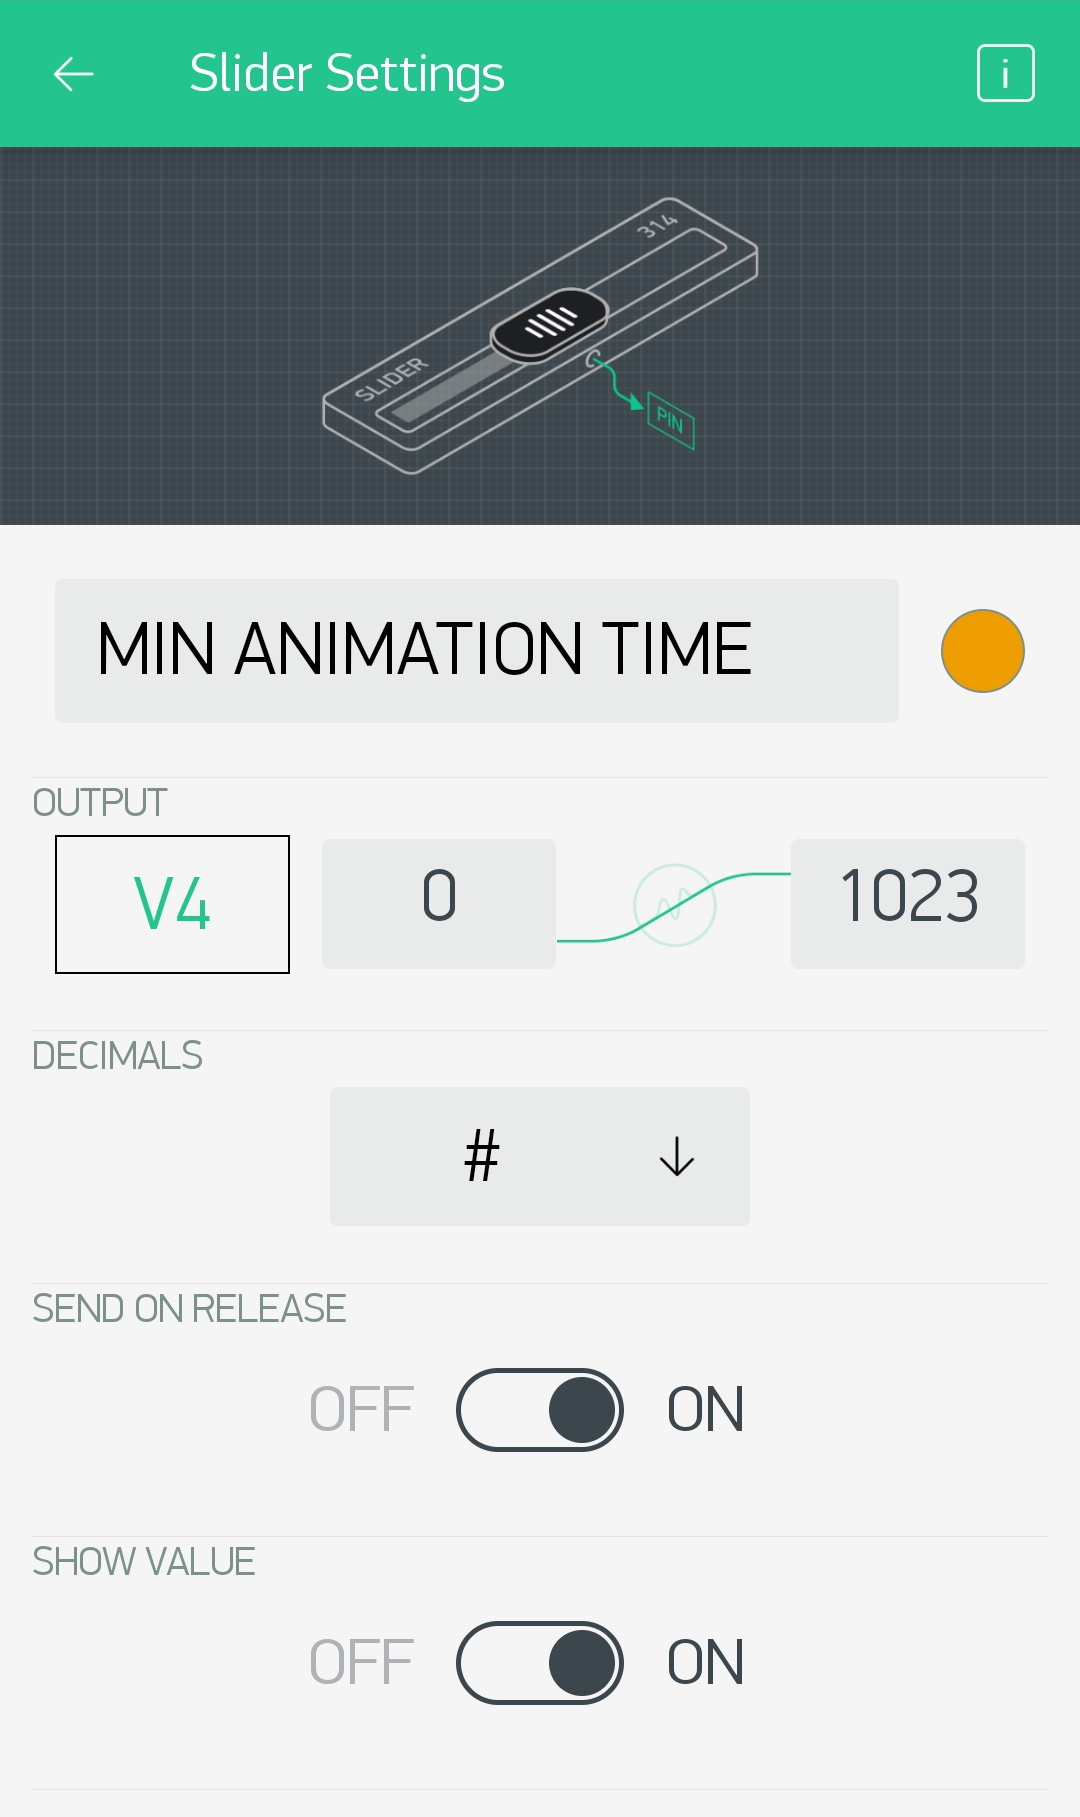 Slider Settings
i
314
SLIDER
PIN
MIN ANIMATION TIME
OUTPUT
V4 0 1023
DECIMALS
#
SEND ON RELEASE
OFF ON
SHOW VALUE
OFF ON